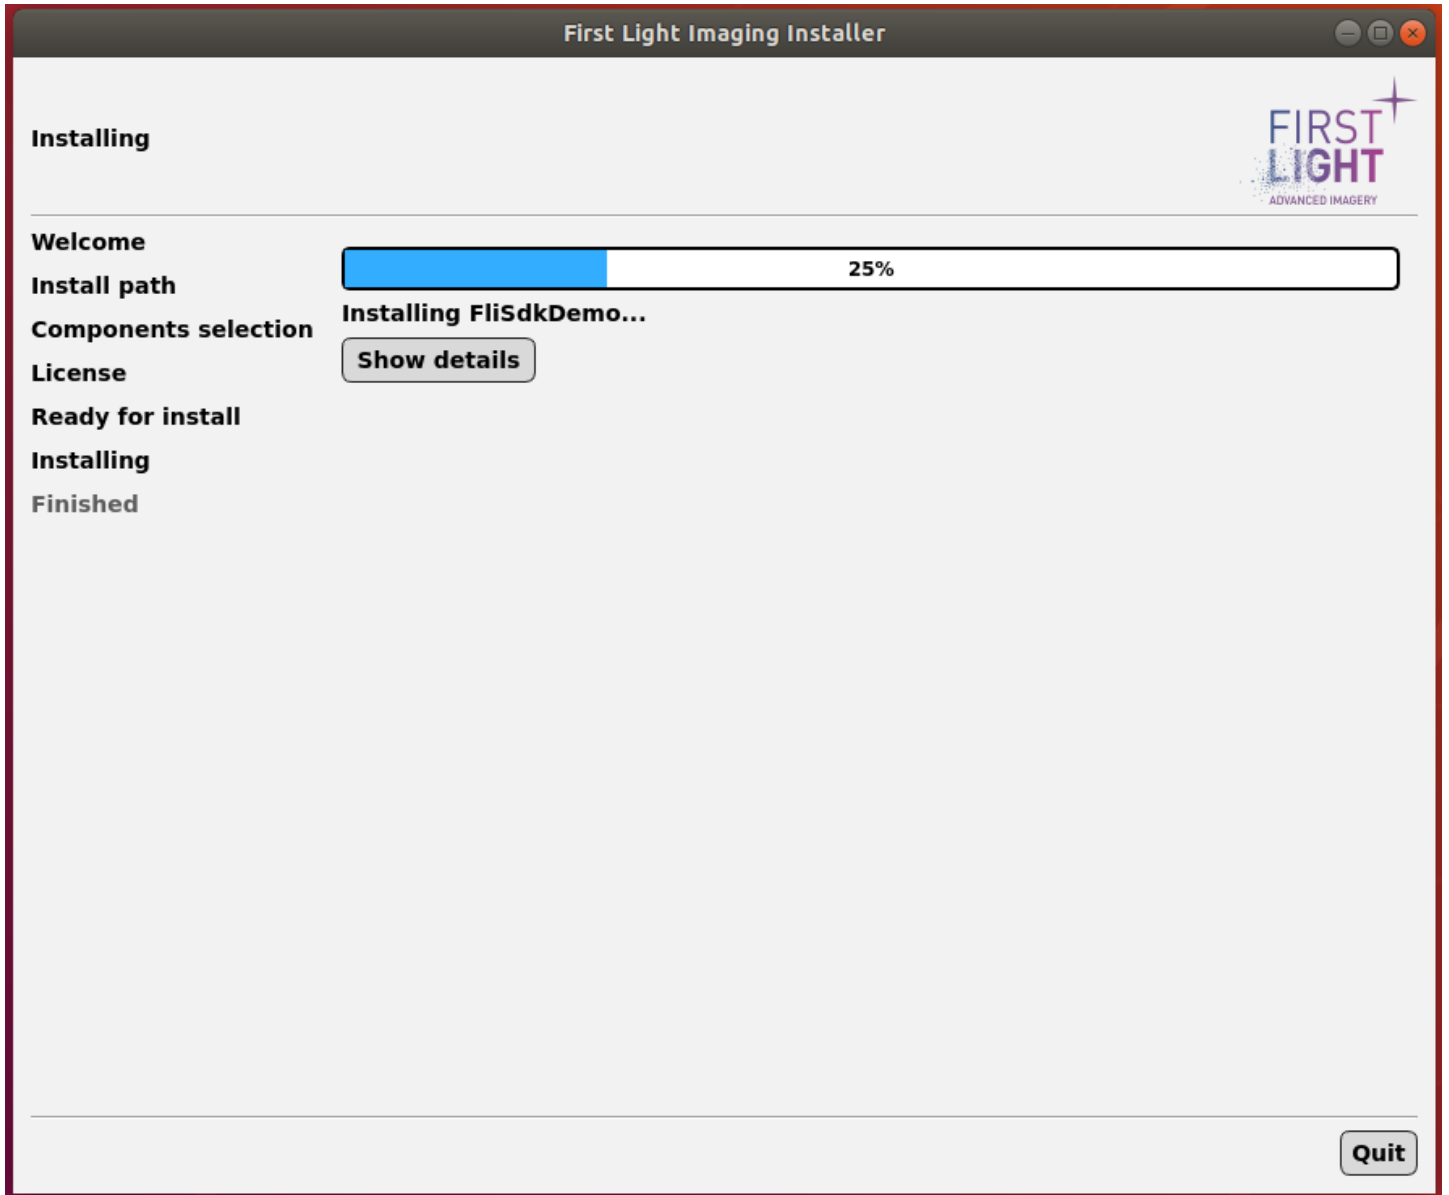 First Light Imaging Installer
Installing
FIRST
LIGHT
ADVANCED IMAGERY
Welcome
Install path
Components selection
License
Ready for install
Installing
Finished
25%
Installing FliSdkDemo...
Show details
Quit